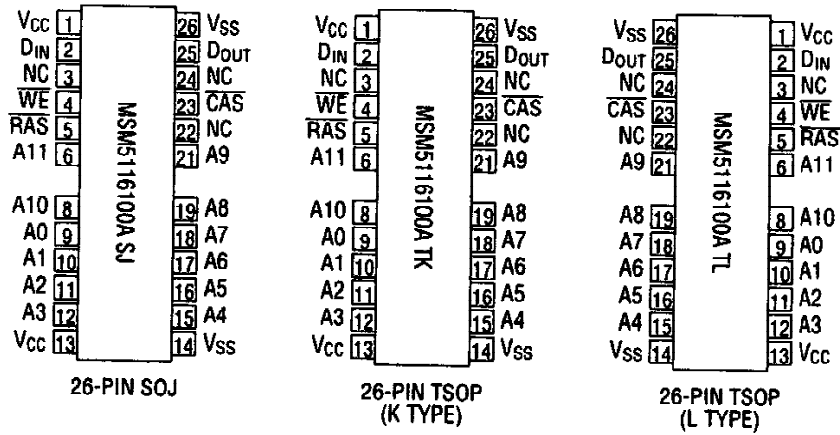 VCC 1 26 VSS VCC 1 26 VSS VSS 26 1 VCC
DIN 2 25 DOUT DIN 2 25 DOUT DOUT 25 2 DIN
NC 3 24 NC NC 3 24 NC NC 24 3 NC
WE 4 23 CAS WE 4 23 CAS CAS 23 4 WE
RAS 5 22 NC RAS 5 22 NC NC 22 5 RAS
A11 6 21 A9 A11 6 21 A9 A9 21 6 A11
MSM5116100A SJ MSM5116100A TK MSM5116100A TL
A10 8 19 A8 A10 8 19 A8 A8 19 8 A10
A0 9 18 A7 A0 9 18 A7 A7 18 9 A0
A1 10 17 A6 A1 10 17 A6 A6 17 10 A1
A2 11 16 A5 A2 11 16 A5 A5 16 11 A2
A3 12 15 A4 A3 12 15 A4 A4 15 12 A3
VCC 13 14 VSS VCC 13 14 VSS VSS 14 13 VCC
26-PIN SOJ 26-PIN TSOP 26-PIN TSOP
(K TYPE) (L TYPE)